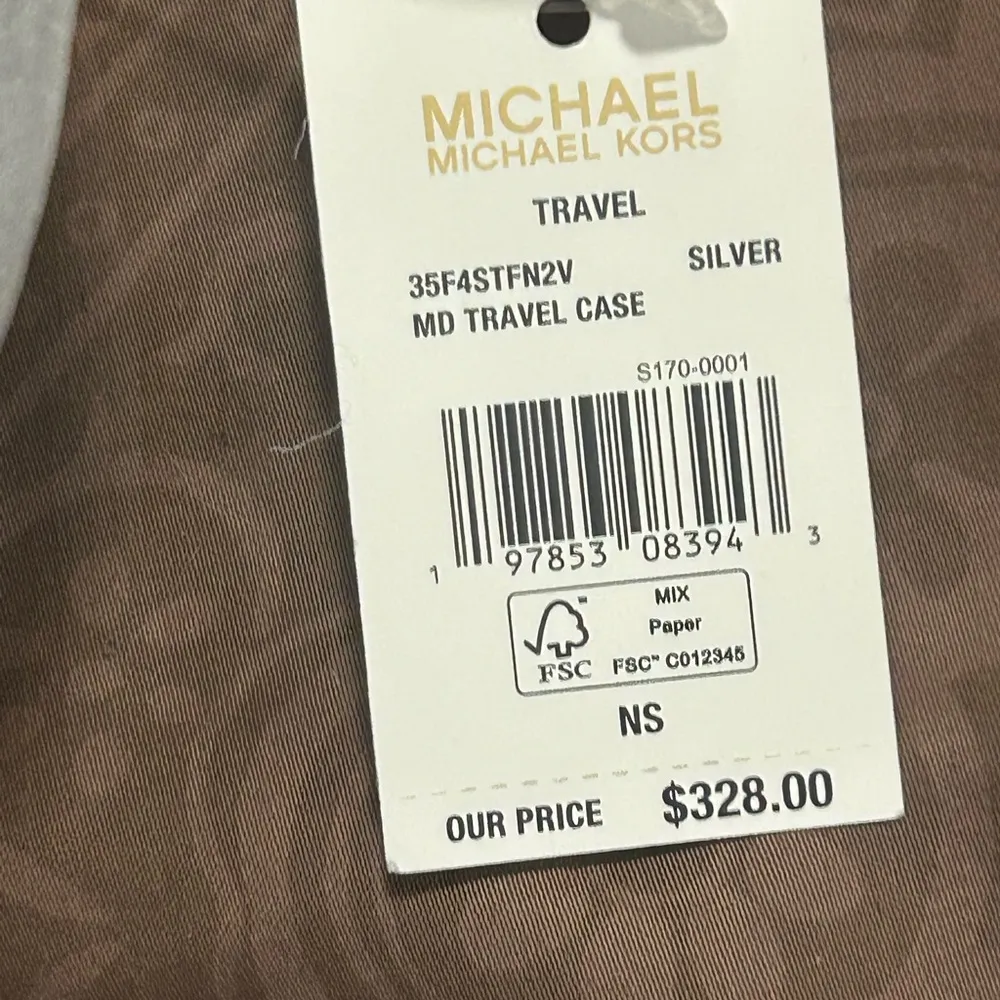 MICHAEL
MICHAEL KORS
TRAVEL
35F4STFN2V SILVER
MD TRAVEL CASE
S170-0001
1 97853 08394 3
MIX
Paper
FSC™ C012345
FSC
NS
OUR PRICE $328.00